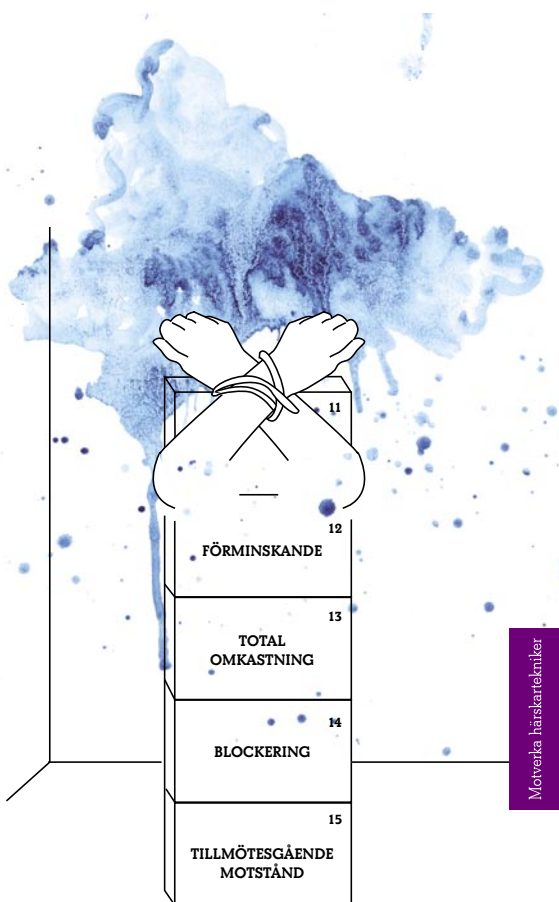 11
12
FÖRMINSKANDE
13
TOTAL
OMKASTNING
14
BLOCKERING
15
TILLMÖTESGÅENDE
MOTSTÅND
Motverka härskartekniker